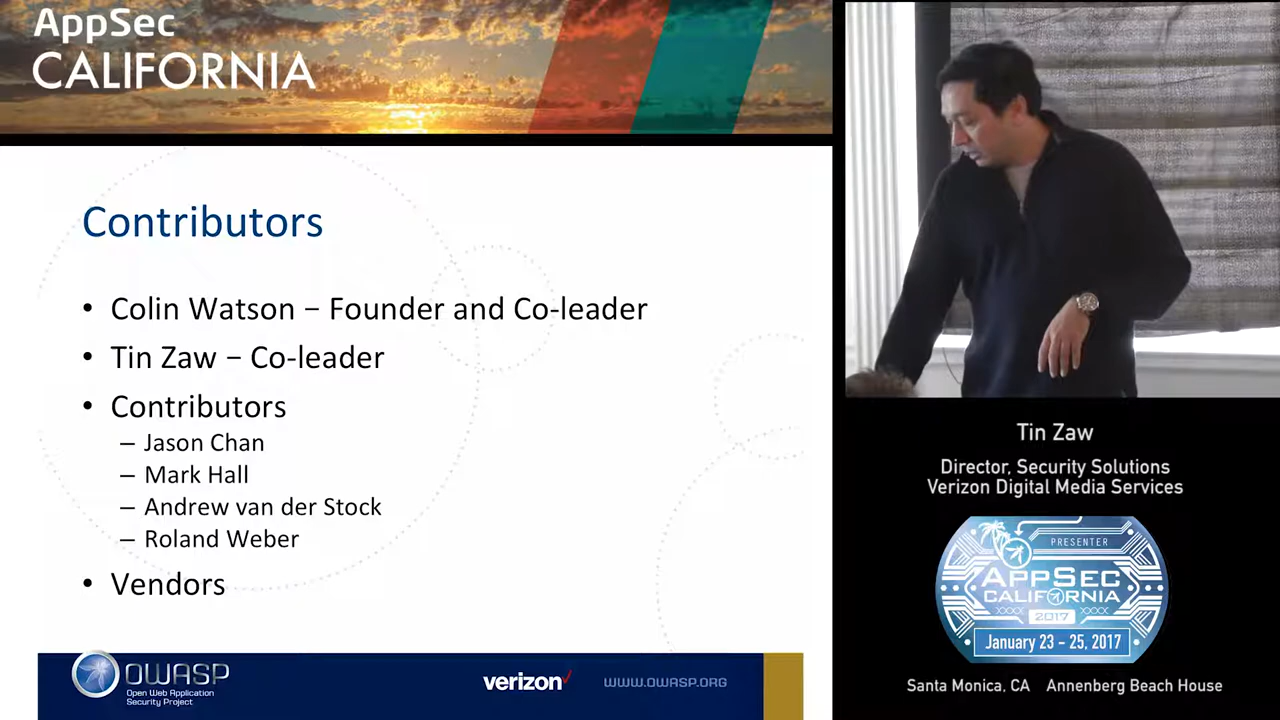 AppSec
CALIFORNIA
Contributors
• Colin Watson – Founder and Co-leader
• Tin Zaw – Co-leader
• Contributors
– Jason Chan
– Mark Hall
– Andrew van der Stock
– Roland Weber
• Vendors
OWASP
Open Web Application
Security Project
verizon
WWW.OWASP.ORG
Tin Zaw
Director, Security Solutions
Verizon Digital Media Services
PRESENTER
APPSEC
CALIFORNIA
XXXX 2017 XXXX
January 23 - 25, 2017
Santa Monica, CA Annenberg Beach House